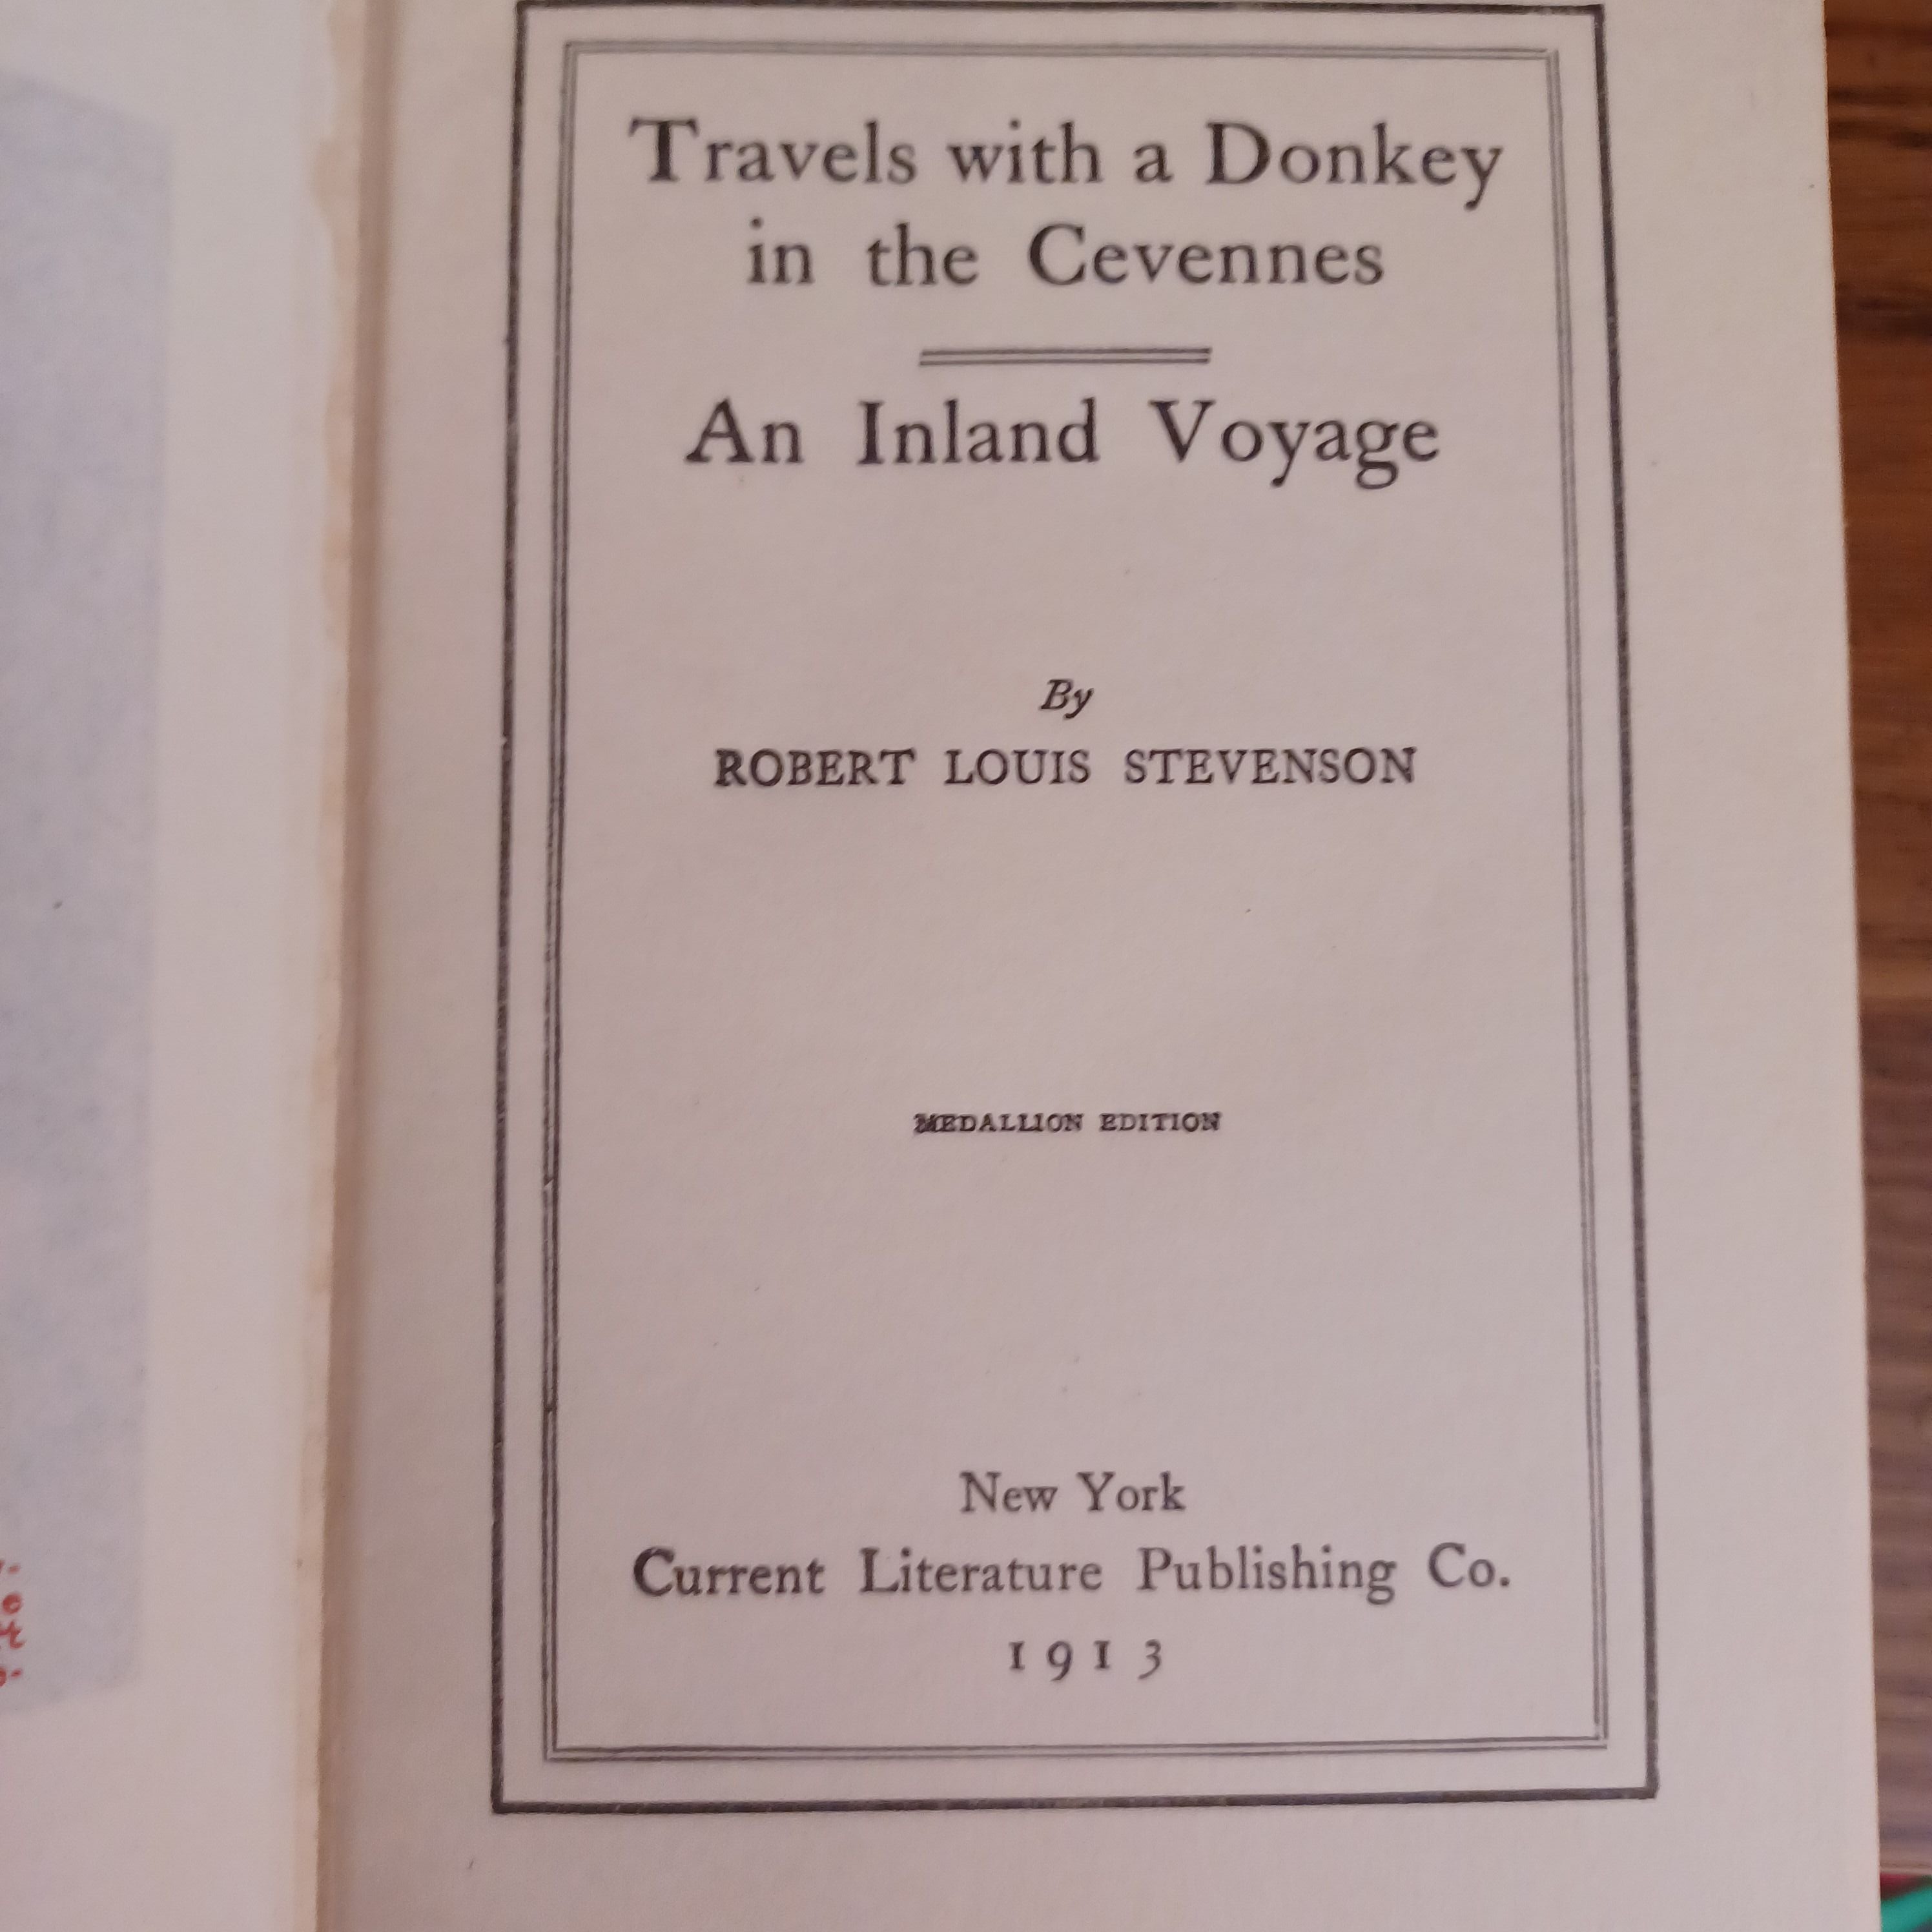 Travels with a Donkey
in the Cevennes
An Inland Voyage
By
ROBERT LOUIS STEVENSON
MEDALLION EDITION
New York
Current Literature Publishing Co.
1913